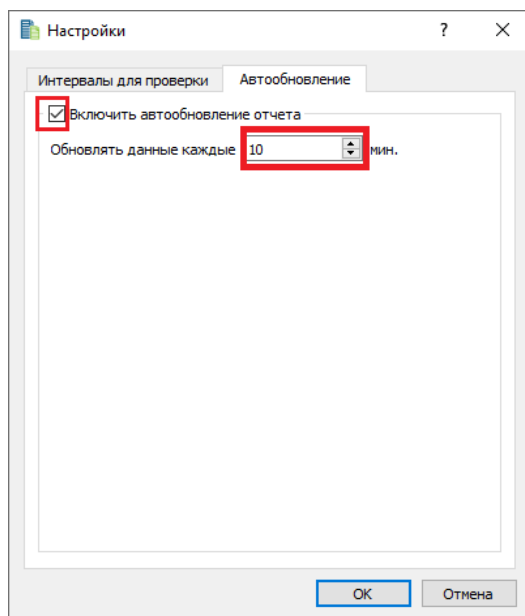 Настройки
?
Интервалы для проверки Автообновление
Включить автообновление отчета
Обновлять данные каждые 10 мин.
OK Отмена